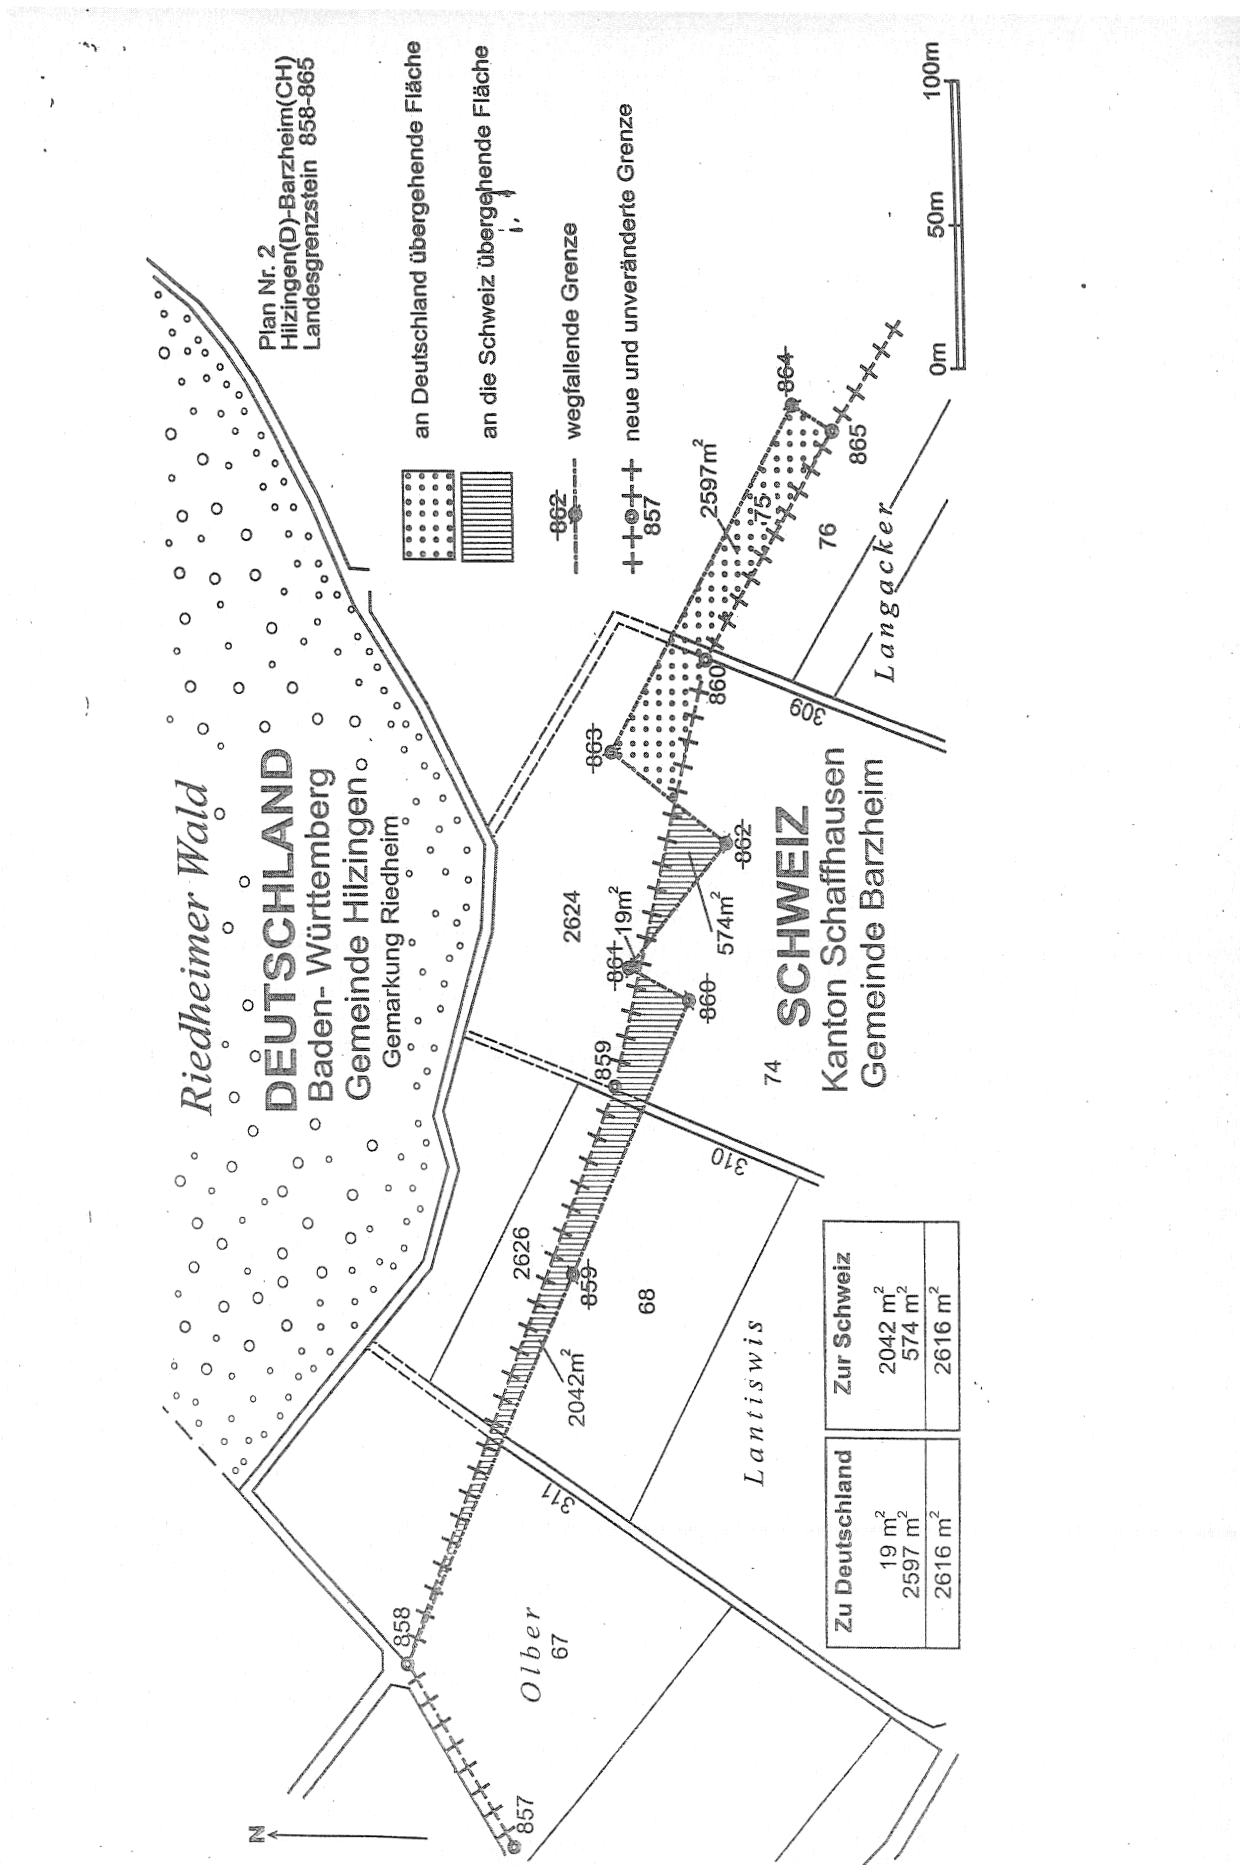 Plan Nr. 2
Hilzingen(D)-Barzheim(CH)
Landesgrenzstein 858-865
an Deutschland übergehende Fläche
an die Schweiz übergehende Fläche
862
wegfallende Grenze
857
neue und unveränderte Grenze
Riedheimer Wald
DEUTSCHLAND
Baden- Württemberg
Gemeinde Hilzingen
Gemarkung Riedheim
N
857
858
Olber
67
311
2626
859
2042m²
68
859
310
Lantiswis
74
860
861
19m²
2624
574m²
862
863
860
309
2597m²
75
76
864
865
Langacker
SCHWEIZ
Kanton Schaffhausen
Gemeinde Barzheim
0m 50m 100m
Zu Deutschland
19 m²
2597 m²
2616 m²
Zur Schweiz
2042 m²
574 m²
2616 m²